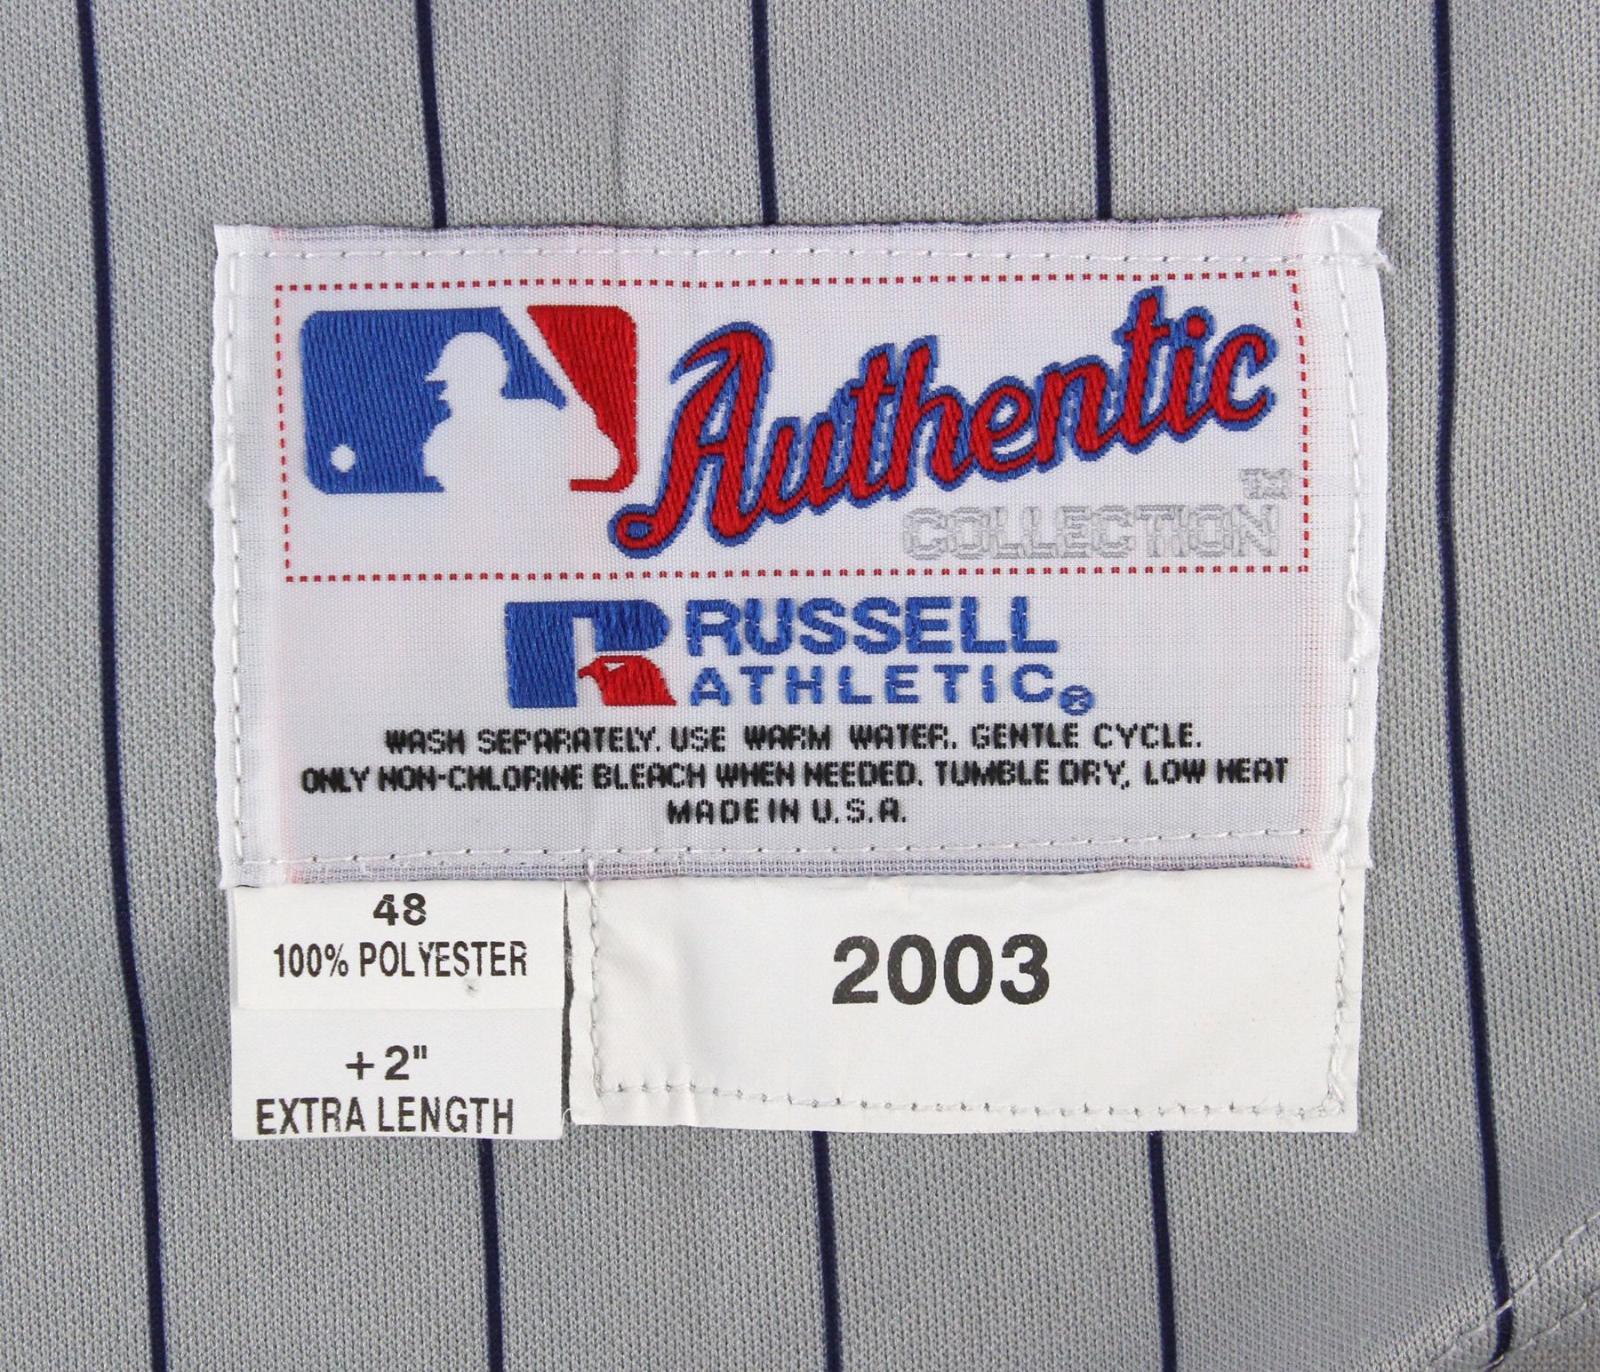 Authentic
COLLECTION™
RUSSELL
ATHLETIC®
WASH SEPARATELY. USE WARM WATER. GENTLE CYCLE.
ONLY NON-CHLORINE BLEACH WHEN NEEDED. TUMBLE DRY, LOW HEAT
MADE IN U.S.A.
48
100% POLYESTER
+2"
EXTRA LENGTH
2003